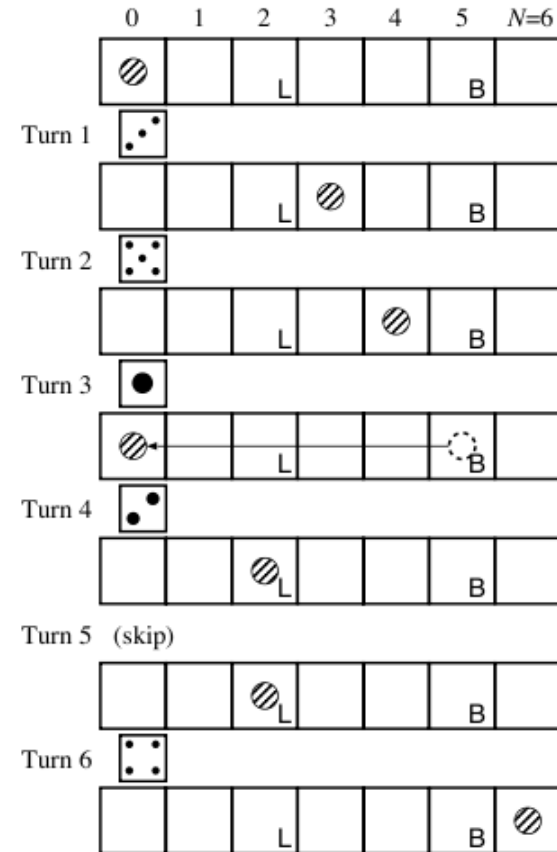 0 1 2 3 4 5 N=6
L B
Turn 1
L B
Turn 2
L B
Turn 3
L B
Turn 4
L B
Turn 5 (skip)
L B
Turn 6
L B